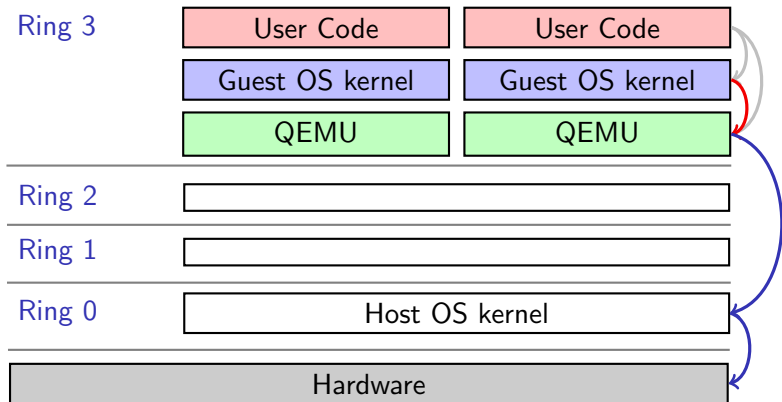 Ring 3
User Code
User Code
Guest OS kernel
Guest OS kernel
QEMU
QEMU
Ring 2
Ring 1
Ring 0
Host OS kernel
Hardware